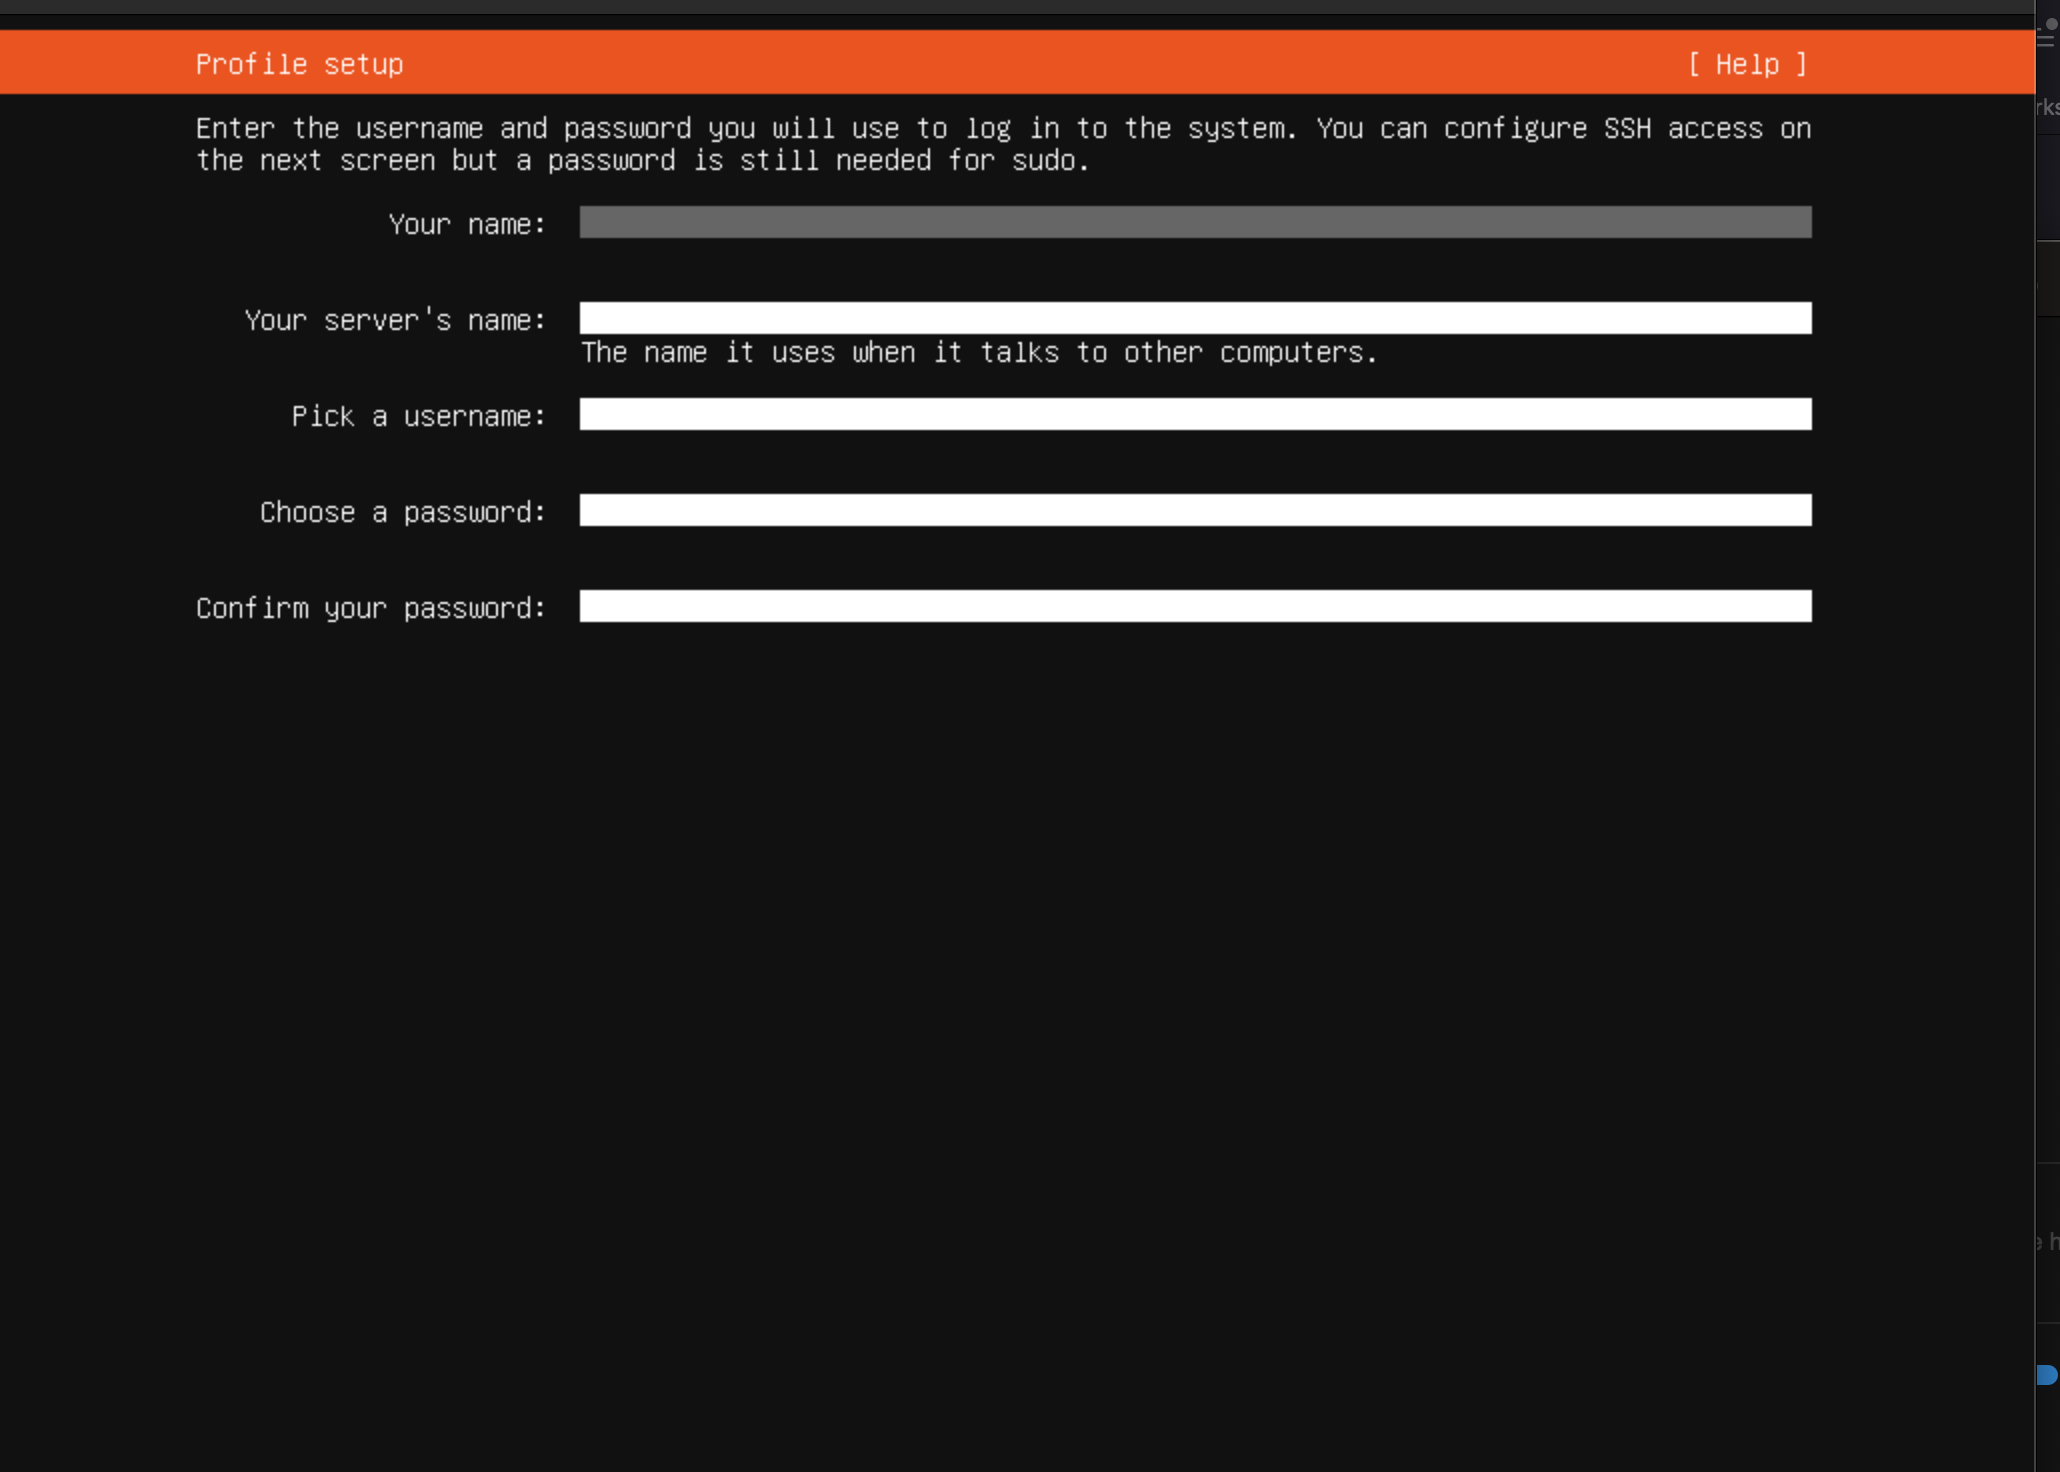 Profile setup [ Help ]
Enter the username and password you will use to log in to the system. You can configure SSH access on
the next screen but a password is still needed for sudo.
Your name:
Your server's name:
The name it uses when it talks to other computers.
Pick a username:
Choose a password:
Confirm your password: